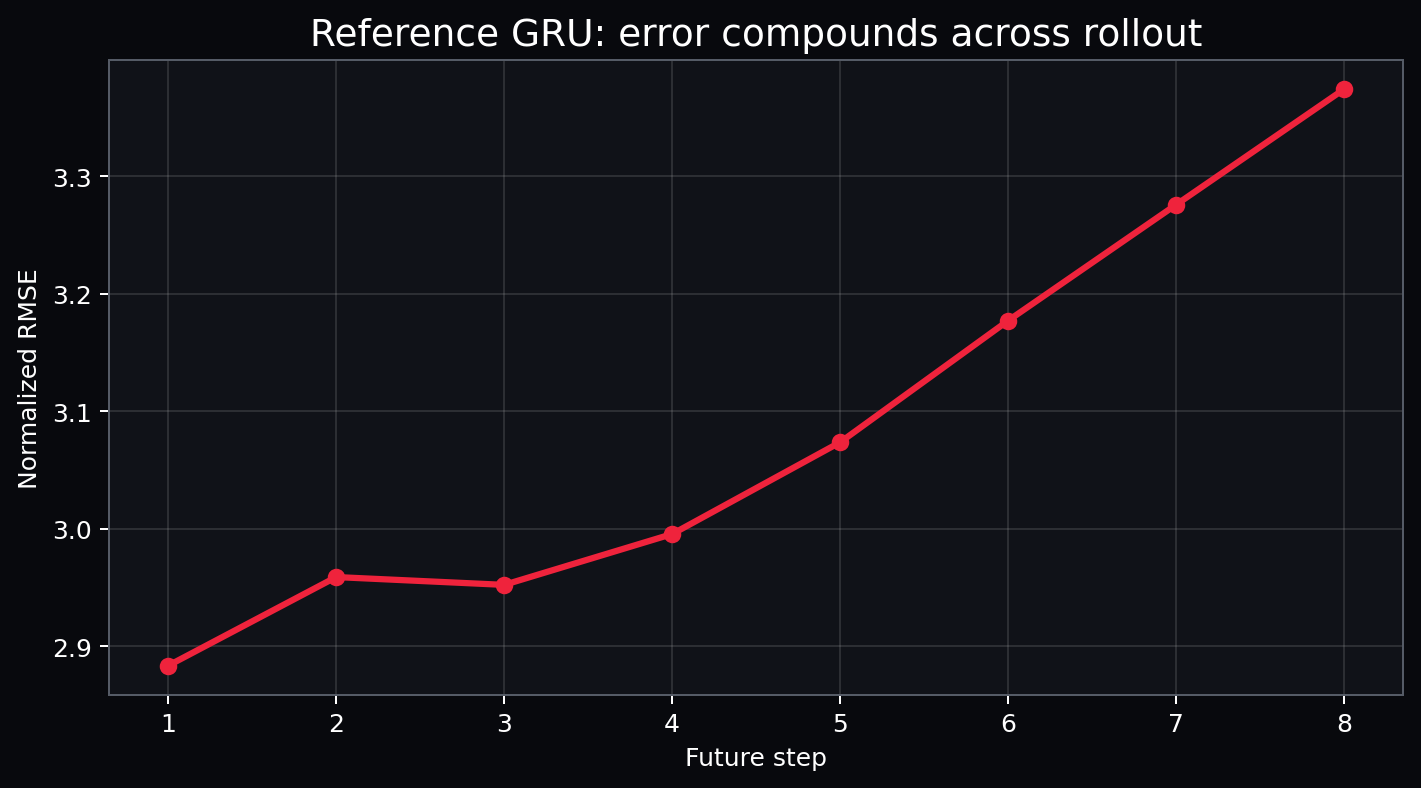 Reference GRU: error compounds across rollout
Normalized RMSE
3.3
3.2
3.1
3.0
2.9
1 2 3 4 5 6 7 8
Future step